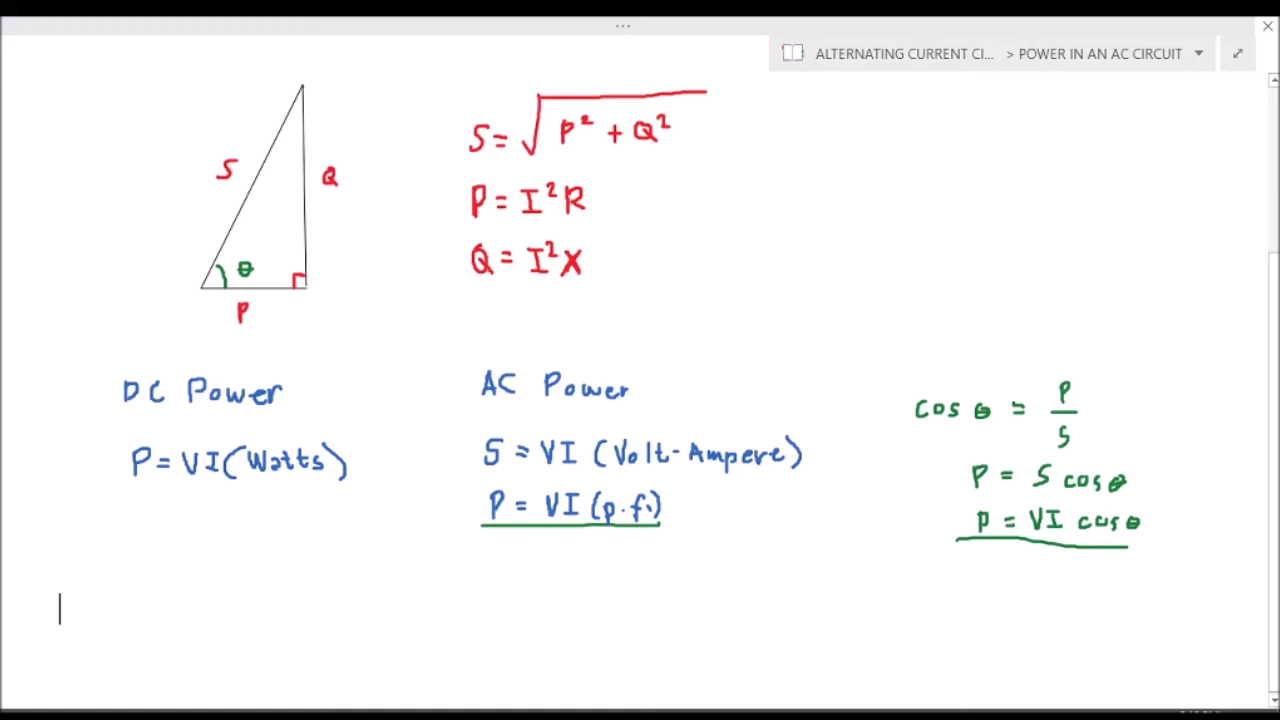 ALTERNATING CURRENT CI... > POWER IN AN AC CIRCUIT
S = √P² + Q²
S
Q
P = I²R
Q = I²X
θ
P
DC Power
AC Power
cos θ = P/S
P = VI (Watts)
S = VI (Volt-Ampere)
P = S cos θ
P = VI (p.f.)
P = VI cos θ